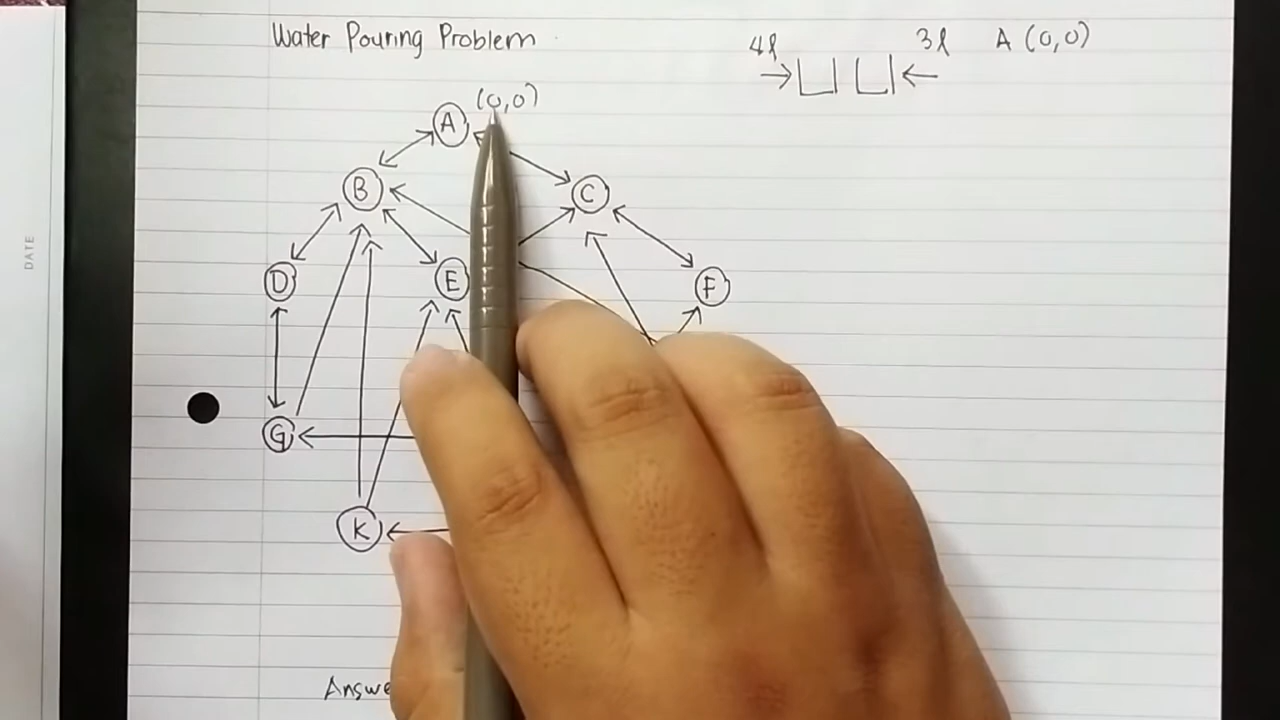 Water Pouring Problem
4l 3l A (0,0)
(0,0)
A
B C
D E F
G
K
Answe
DATE